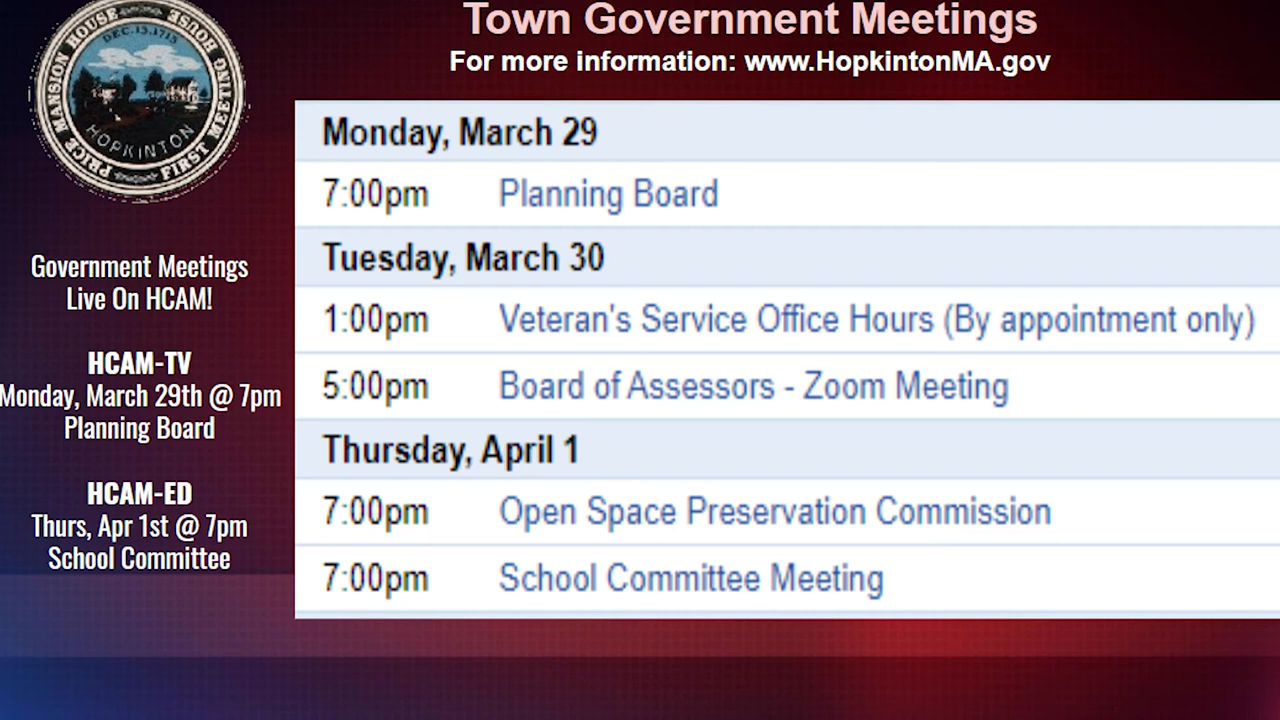 PRICE MANSION HOUSE
HOUSE FIRST MEETING
DEC. 13, 1715
HOPKINTON
Town Government Meetings
For more information: www.HopkintonMA.gov
Government Meetings
Live On HCAM!
HCAM-TV
Monday, March 29th @ 7pm
Planning Board
HCAM-ED
Thurs, Apr 1st @ 7pm
School Committee
Monday, March 29
7:00pm Planning Board
Tuesday, March 30
1:00pm Veteran's Service Office Hours (By appointment only)
5:00pm Board of Assessors - Zoom Meeting
Thursday, April 1
7:00pm Open Space Preservation Commission
7:00pm School Committee Meeting